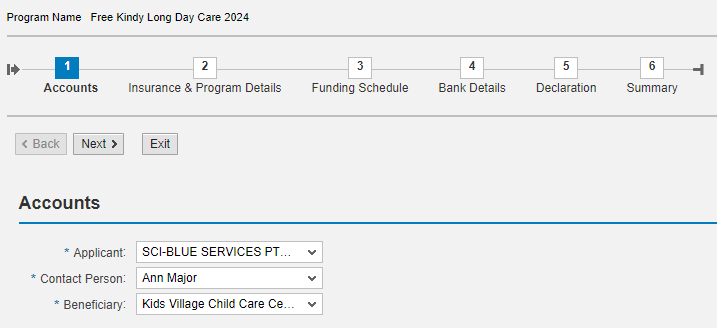 Program Name Free Kindy Long Day Care 2024
1 2 3 4 5 6
Accounts Insurance & Program Details Funding Schedule Bank Details Declaration Summary
Back Next Exit
Accounts
* Applicant: SCI-BLUE SERVICES PT...
* Contact Person: Ann Major
* Beneficiary: Kids Village Child Care Ce...